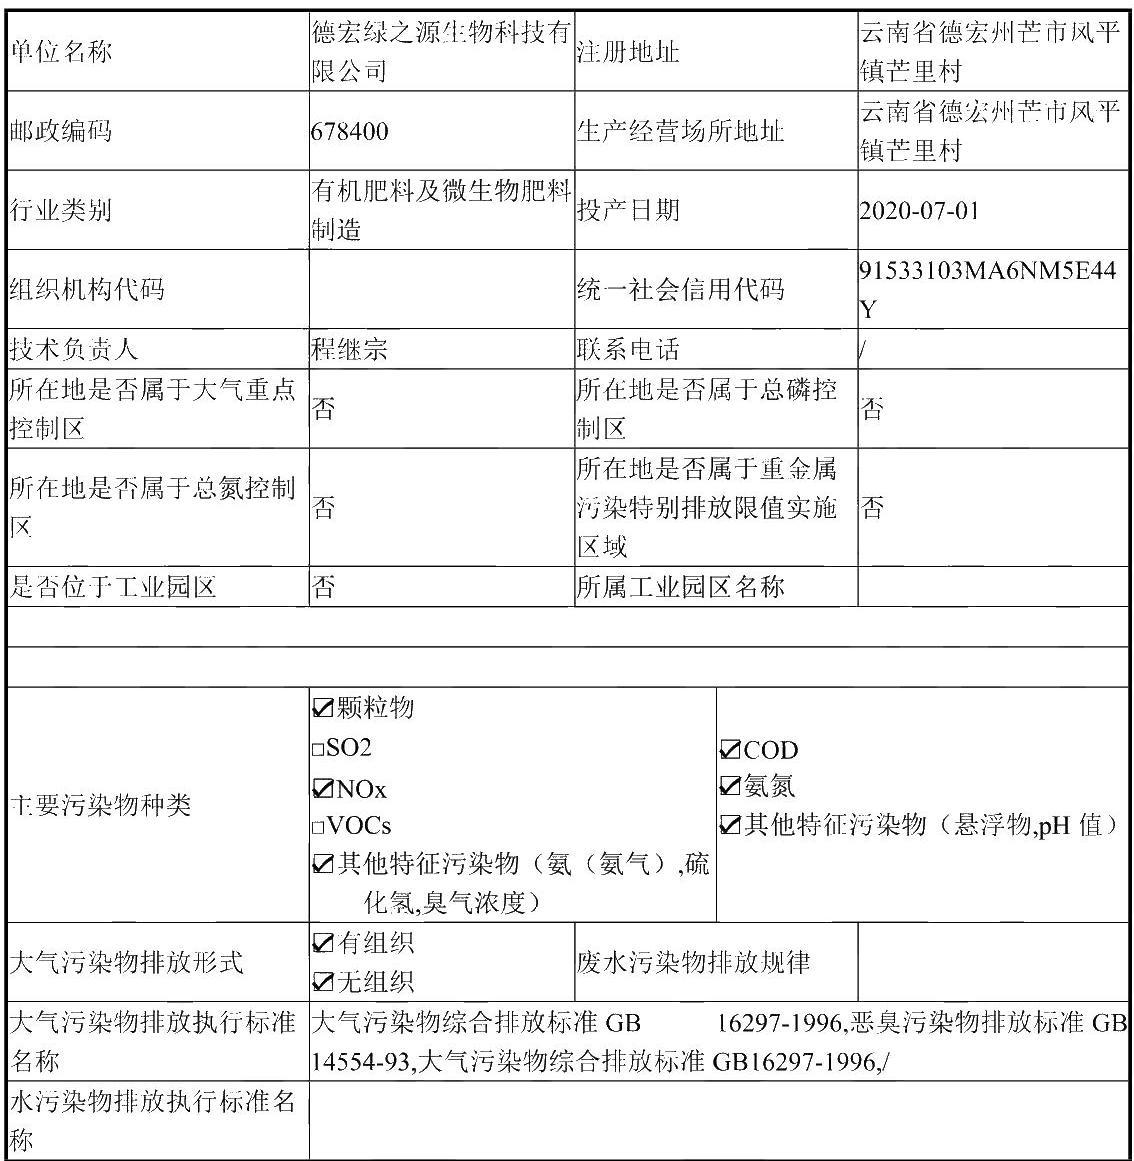 单位名称
德宏绿之源生物科技有
限公司
注册地址
云南省德宏州芒市风平
镇芒里村
邮政编码
678400
生产经营场所地址
云南省德宏州芒市风平
镇芒里村
行业类别
有机肥料及微生物肥料
制造
投产日期
2020-07-01
组织机构代码
统一社会信用代码
91533103MA6NM5E44
Y
技术负责人
程继宗
联系电话
/
所在地是否属于大气重点
控制区
否
所在地是否属于总磷控
制区
否
所在地是否属于总氮控制
区
否
所在地是否属于重金属
污染特别排放限值实施
区域
否
是否位于工业园区
否
所属工业园区名称
主要污染物种类
☑颗粒物
□SO2
☑NOx
□VOCs
☑其他特征污染物（氨（氨气）,硫
化氢,臭气浓度）
☑COD
☑氨氮
☑其他特征污染物（悬浮物,pH 值）
大气污染物排放形式
☑有组织
☑无组织
废水污染物排放规律
大气污染物排放执行标准
名称
大气污染物综合排放标准 GB 16297-1996,恶臭污染物排放标准 GB
14554-93,大气污染物综合排放标准 GB16297-1996,/
水污染物排放执行标准名
称